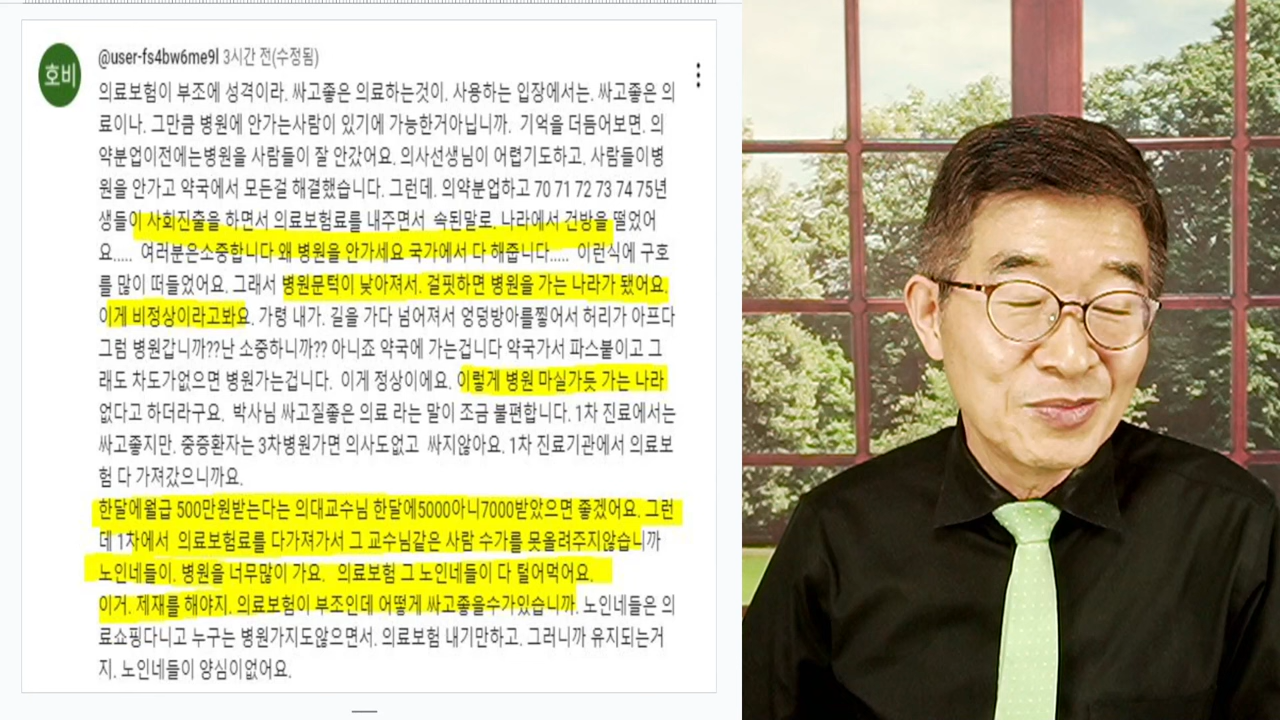 호비
@user-fs4bw6me9l 3시간 전(수정됨)
의료보험이 부조에 성격이라. 싸고좋은 의료하는것이. 사용하는 입장에서는. 싸고좋은 의
료이나. 그만큼 병원에 안가는사람이 있기에 가능한거아닙니까. 기억을 더듬어보면. 의
약분업이전에는병원을 사람들이 잘 안갔어요. 의사선생님이 어렵기도하고. 사람들이병
원을 안가고 약국에서 모든걸 해결했습니다. 그런데. 의약분업하고 70 71 72 73 74 75년
생들이 사회진출을 하면서 의료보험료를 내주면서 속된말로. 나라에서 건방을 떨었어
요..... 여러분은소중합니다 왜 병원을 안가세요 국가에서 다 해줍니다..... 이런식에 구호
를 많이 떠들었어요. 그래서 병원문턱이 낮아져서. 걸핏하면 병원을 가는 나라가 됐어요.
이게 비정상이라고봐요. 가령 내가. 길을 가다 넘어져서 엉덩방아를찧어서 허리가 아프다
그럼 병원갑니까??난 소중하니까?? 아니죠 약국에 가는겁니다 약국가서 파스붙이고 그
래도 차도가없으면 병원가는겁니다. 이게 정상이에요. 이렇게 병원 마실가듯 가는 나라
없다고 하더라구요. 박사님 싸고질좋은 의료 라는 말이 조금 불편합니다. 1차 진료에서는
싸고좋지만. 중증환자는 3차병원가면 의사도없고 싸지않아요. 1차 진료기관에서 의료보
험 다 가져갔으니까요.
한달에월급 500만원받는다는 의대교수님 한달에5000아니7000받았으면 좋겠어요. 그런
데 1차에서 의료보험료를 다가져가서 그 교수님같은 사람 수가를 못올려주지않습니까
노인네들이. 병원을 너무많이 가요. 의료보험 그 노인네들이 다 털어먹어요.
이거. 제재를 해야지. 의료보험이 부조인데 어떻게 싸고좋을수가있습니까. 노인네들은 의
료쇼핑다니고 누구는 병원가지도않으면서. 의료보험 내기만하고. 그러니까 유지되는거
지. 노인네들이 양심이없어요.